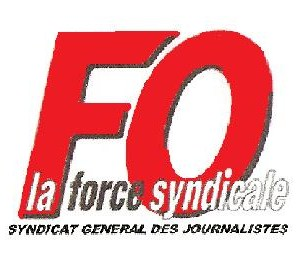 FO
la force syndicale
SYNDICAT GENERAL DES JOURNALISTES